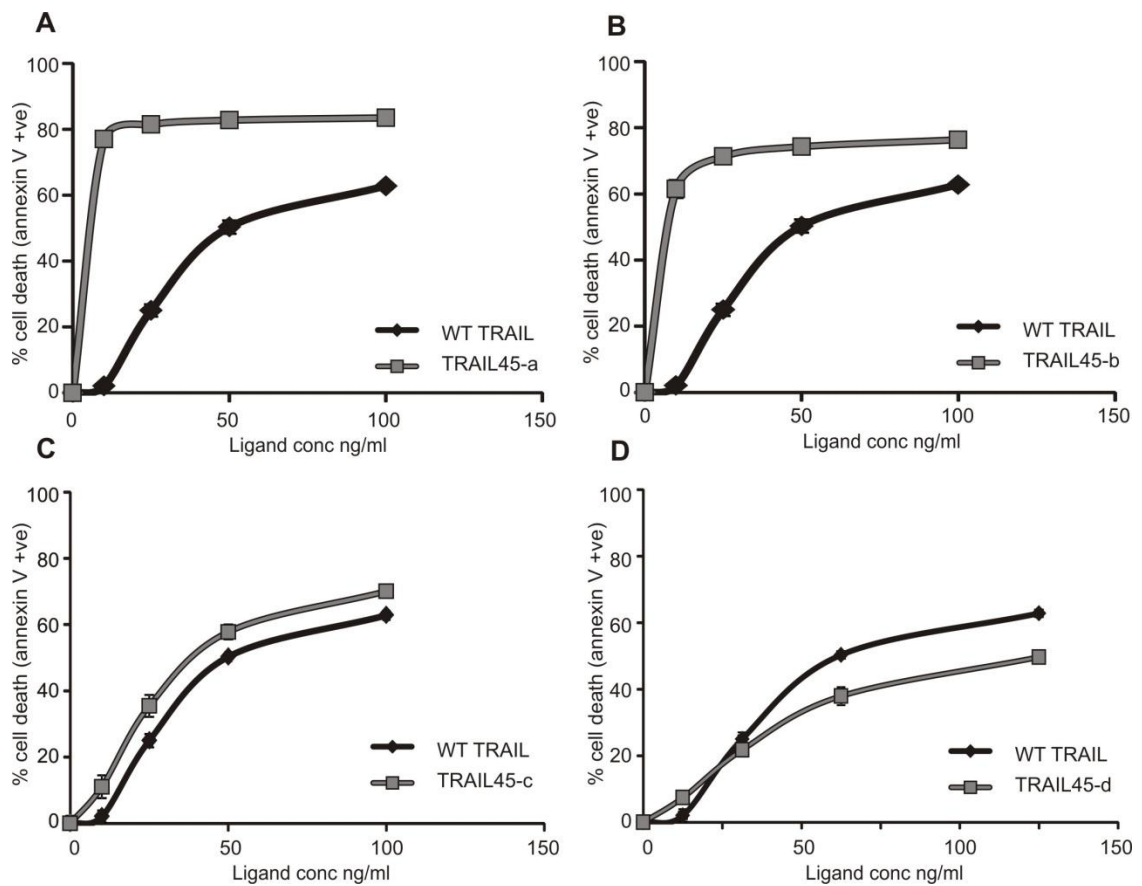 A
% cell death (annexin V +ve)
100
80
60
40
20
0
WT TRAIL
TRAIL45-a
0 50 100 150
Ligand conc ng/ml
B
% cell death (annexin V +ve)
100
80
60
40
20
0
WT TRAIL
TRAIL45-b
0 50 100 150
Ligand conc ng/ml
C
% cell death (annexin V +ve)
100
80
60
40
20
0
WT TRAIL
TRAIL45-c
0 50 100 150
Ligand conc ng/ml
D
% cell death (annexin V +ve)
100
80
60
40
20
0
WT TRAIL
TRAIL45-d
0 50 100 150
Ligand conc ng/ml